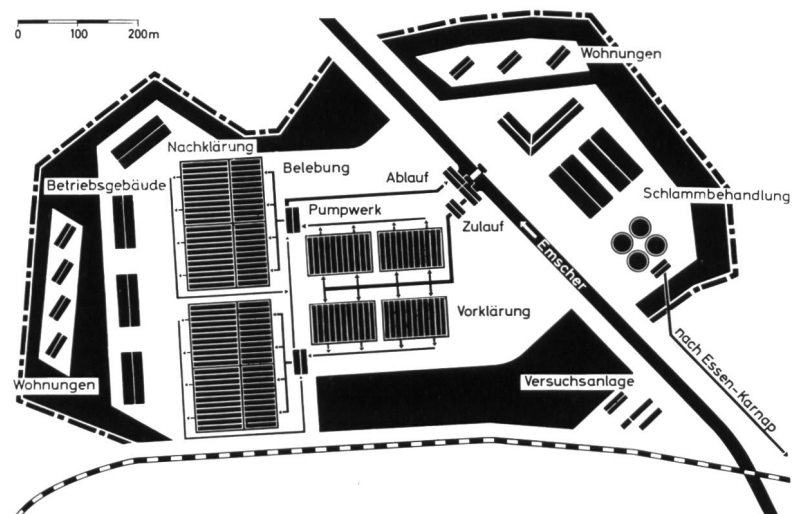 0 100 200m
Wohnungen
Nachklärung
Belebung
Ablauf
Betriebsgebäude
Schlammbehandlung
Pumpwerk
Zulauf
Emscher
Vorklärung
nach Essen-Karnap
Wohnungen
Versuchsanlage